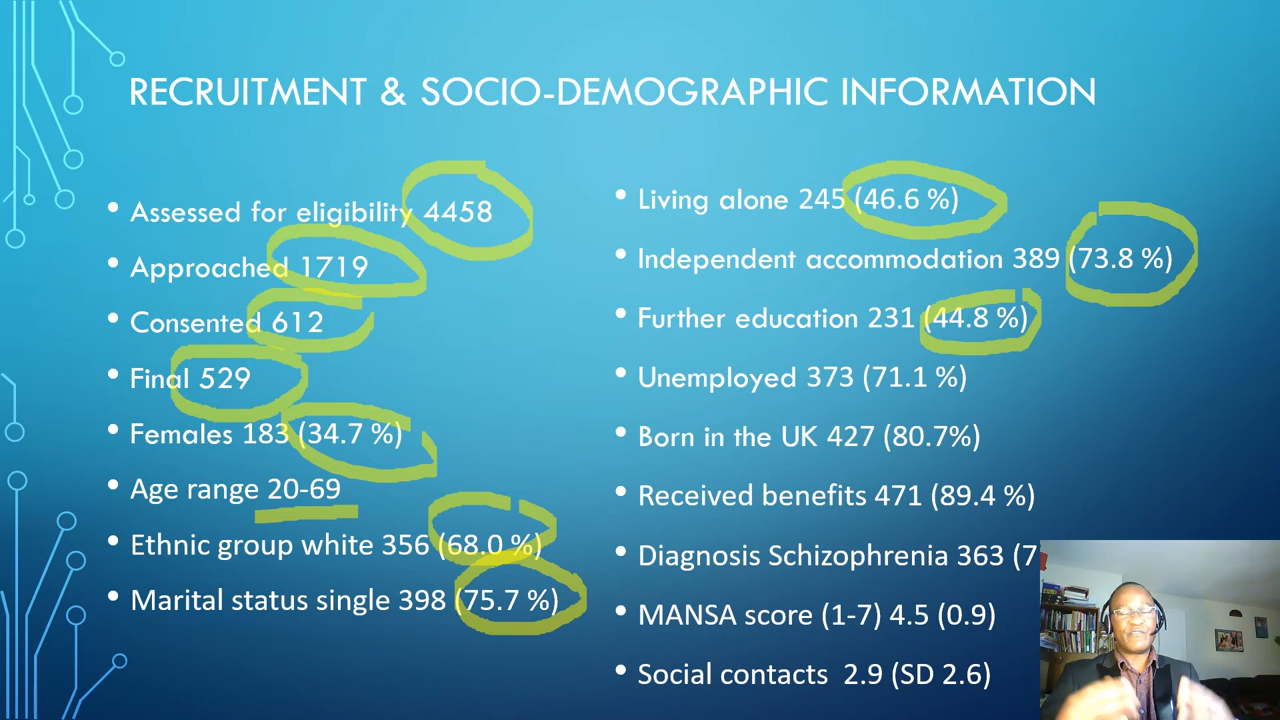 RECRUITMENT & SOCIO-DEMOGRAPHIC INFORMATION
• Assessed for eligibility 4458
• Approached 1719
• Consented 612
• Final 529
• Females 183 (34.7 %)
• Age range 20-69
• Ethnic group white 356 (68.0 %)
• Marital status single 398 (75.7 %)
• Living alone 245 (46.6 %)
• Independent accommodation 389 (73.8 %)
• Further education 231 (44.8 %)
• Unemployed 373 (71.1 %)
• Born in the UK 427 (80.7%)
• Received benefits 471 (89.4 %)
• Diagnosis Schizophrenia 363 (7
• MANSA score (1-7) 4.5 (0.9)
• Social contacts 2.9 (SD 2.6)